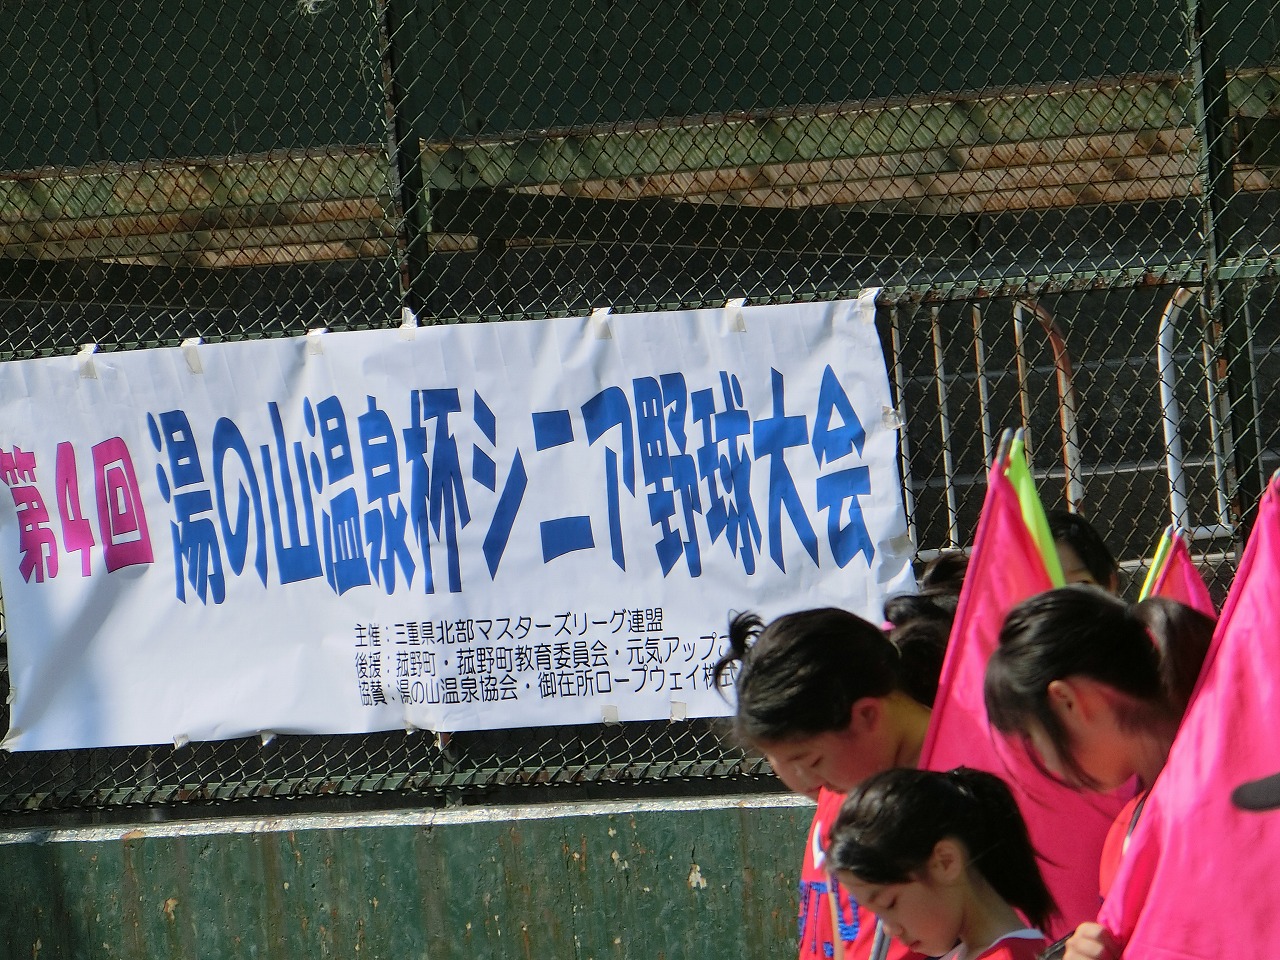 第4回 湯の山温泉杯シニア野球大会
主催：三重県北部マスターズリーグ連盟
後援：菰野町・菰野町教育委員会・元気アップこ
協賛：湯の山温泉協会・御在所ロープウェイ株式